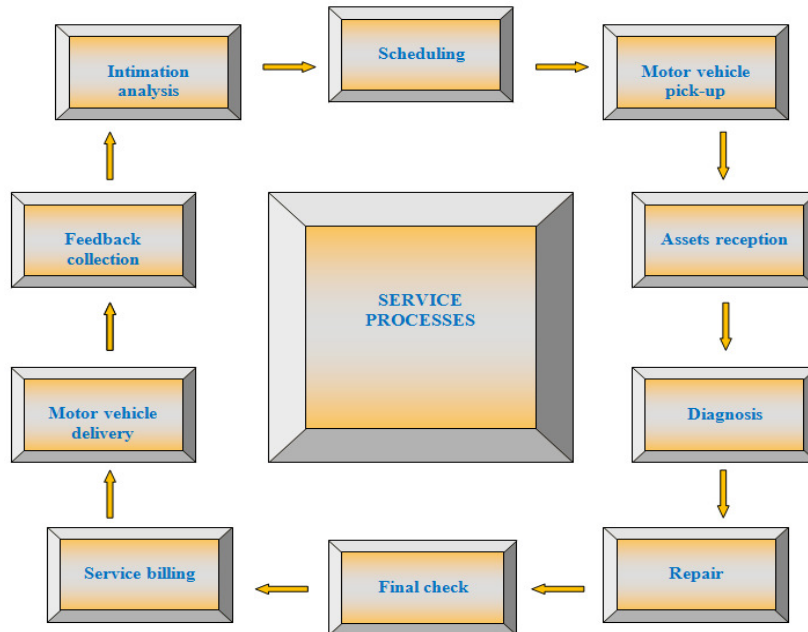 Intimation
analysis
Scheduling
Motor vehicle
pick-up
Feedback
collection
Assets reception
SERVICE
PROCESSES
Motor vehicle
delivery
Diagnosis
Service billing
Final check
Repair